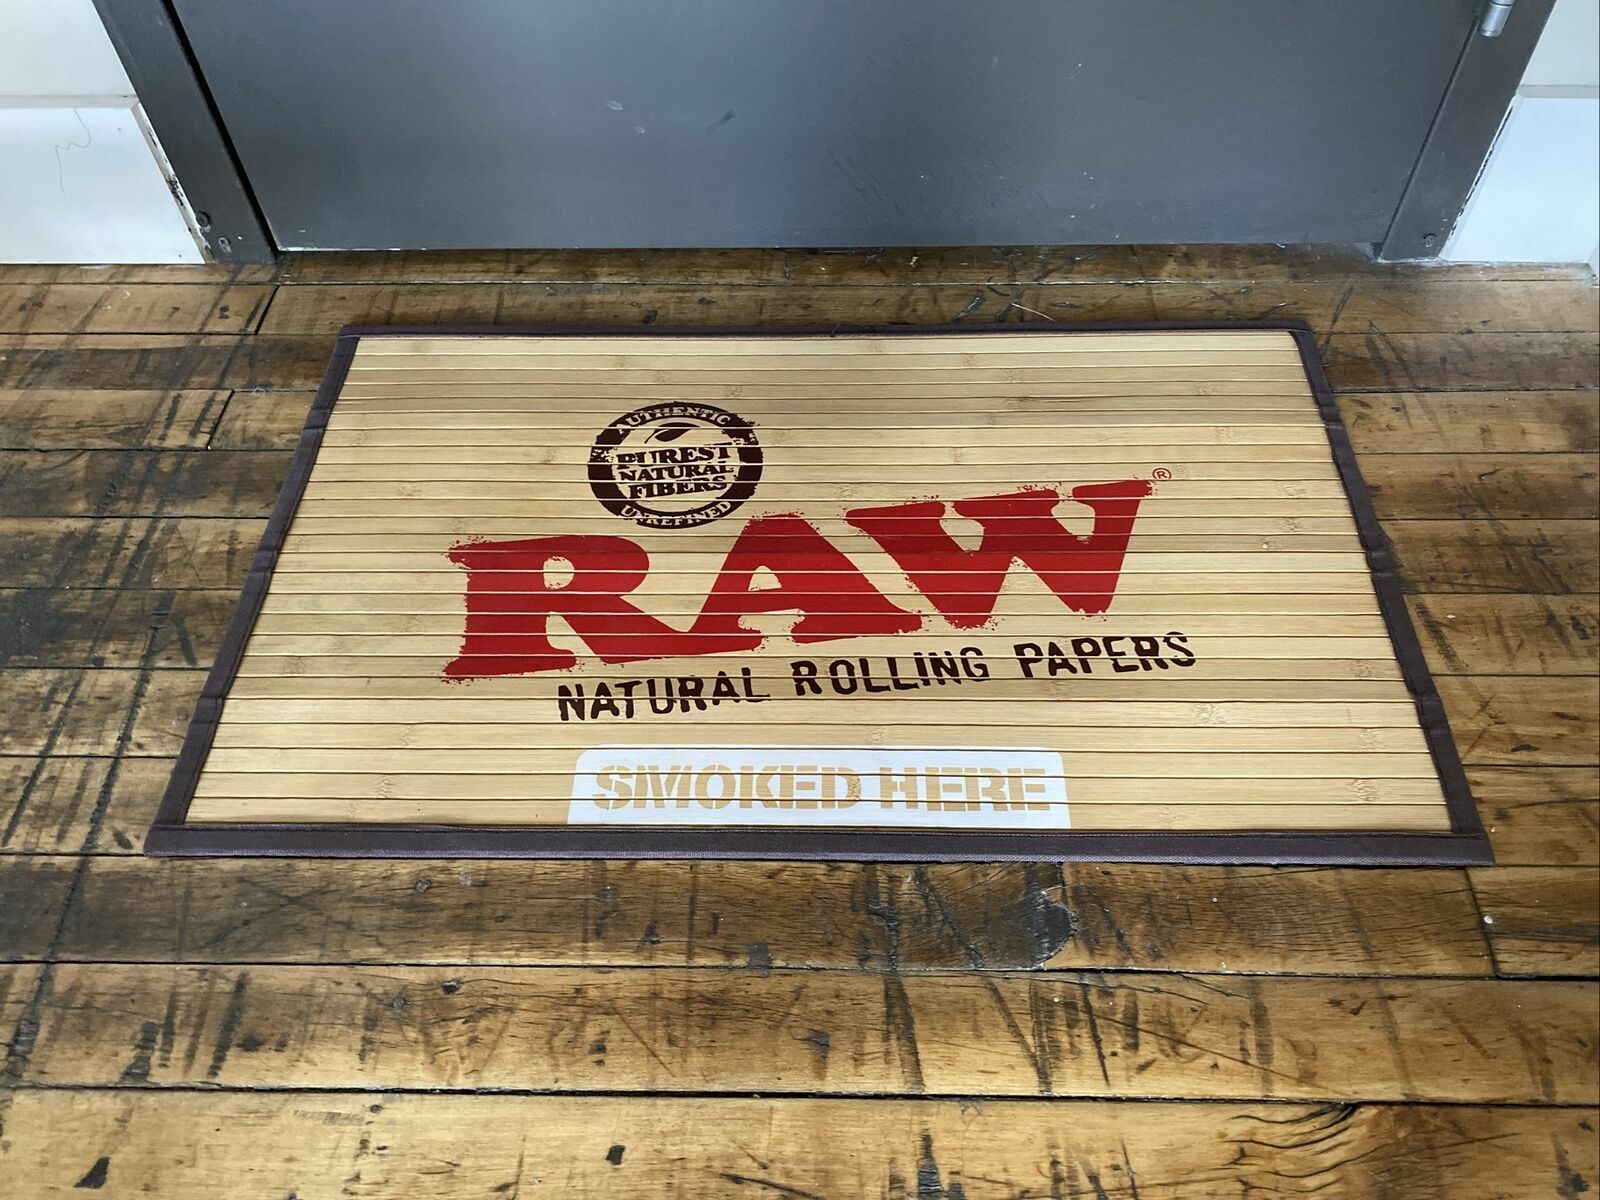 AUTHENTIC
PUREST
NATURAL
FIBERS
UNREFINED
RAW®
NATURAL ROLLING PAPERS
SMOKED HERE